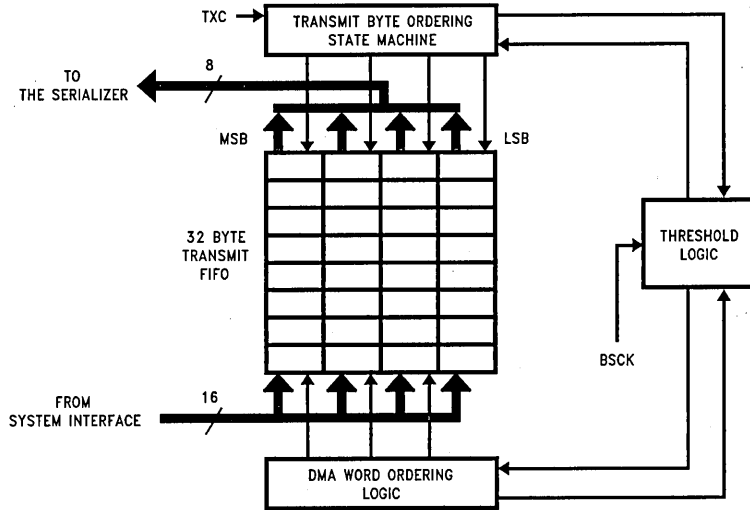 TXC
TRANSMIT BYTE ORDERING
STATE MACHINE
TO
THE SERIALIZER
8
MSB
LSB
32 BYTE
TRANSMIT
FIFO
THRESHOLD
LOGIC
BSCK
FROM
SYSTEM INTERFACE
16
DMA WORD ORDERING
LOGIC